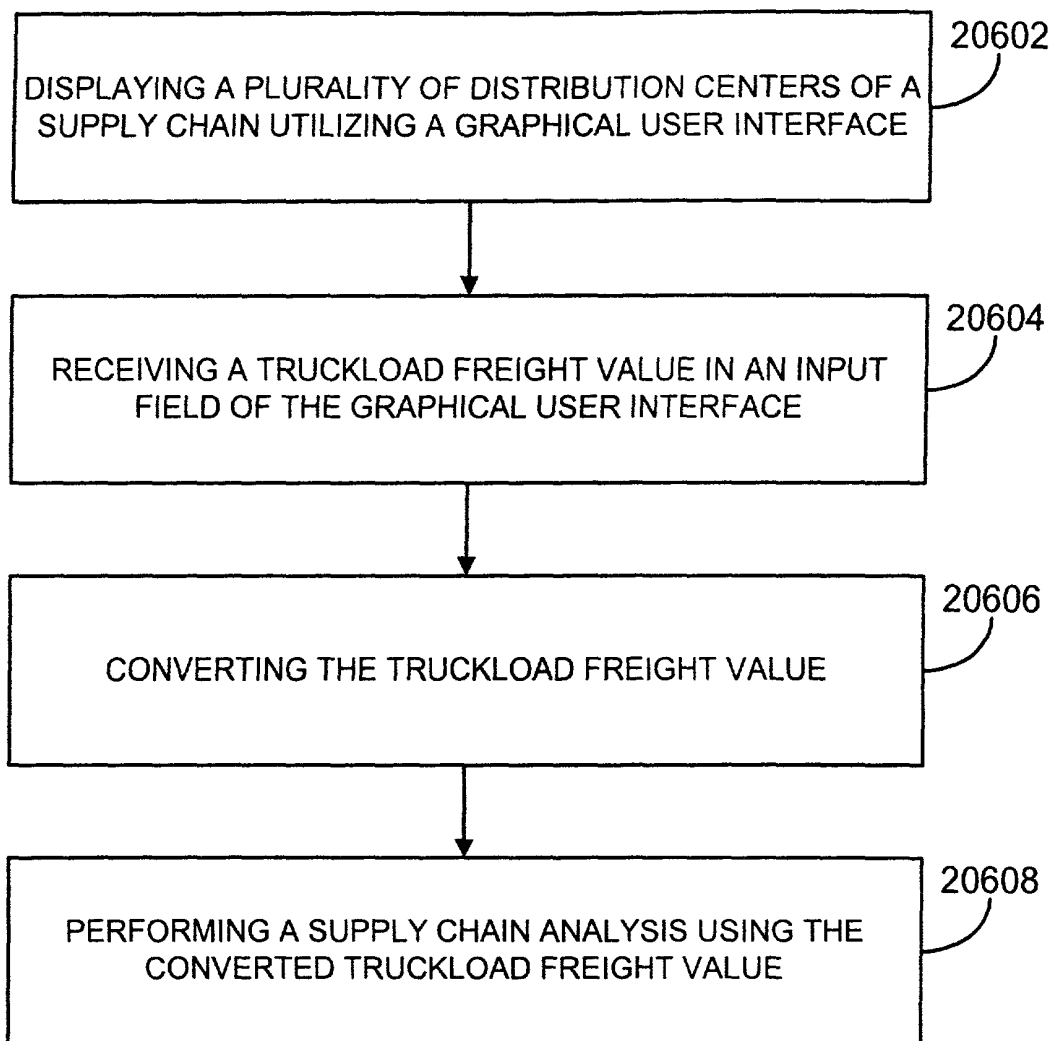 20602
DISPLAYING A PLURALITY OF DISTRIBUTION CENTERS OF A
SUPPLY CHAIN UTILIZING A GRAPHICAL USER INTERFACE
20604
RECEIVING A TRUCKLOAD FREIGHT VALUE IN AN INPUT
FIELD OF THE GRAPHICAL USER INTERFACE
20606
CONVERTING THE TRUCKLOAD FREIGHT VALUE
20608
PERFORMING A SUPPLY CHAIN ANALYSIS USING THE
CONVERTED TRUCKLOAD FREIGHT VALUE